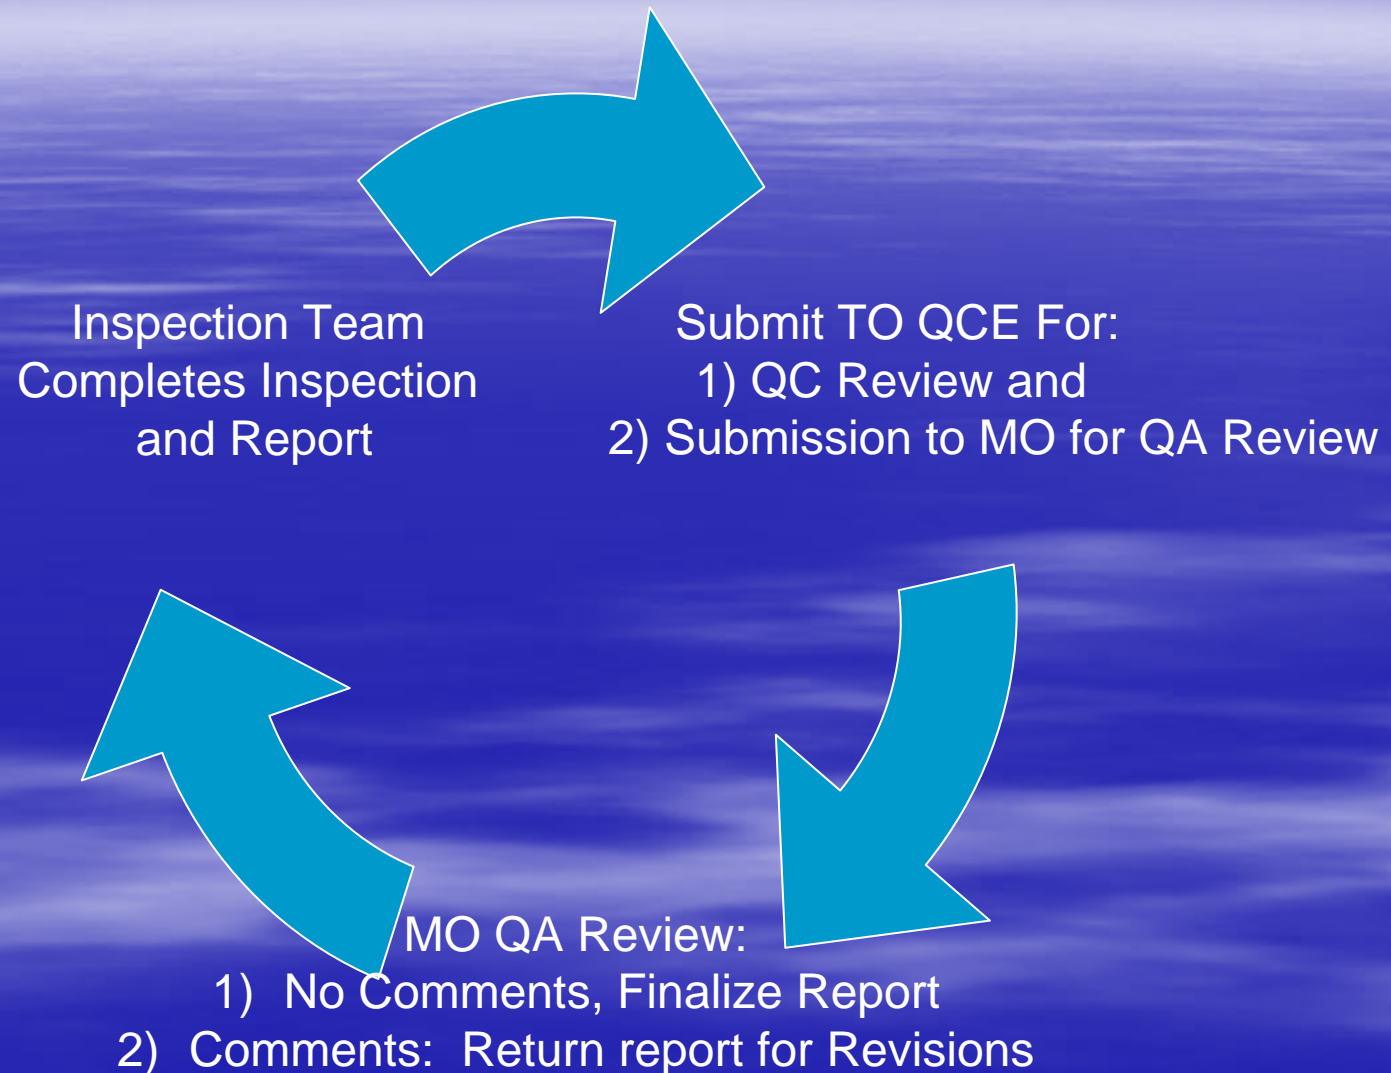 Inspection Team
Completes Inspection
and Report
Submit TO QCE For:
1) QC Review and
2) Submission to MO for QA Review
MO QA Review:
1) No Comments, Finalize Report
2) Comments: Return report for Revisions